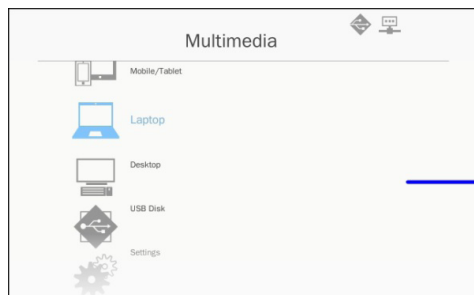 Multimedia
Mobile/Tablet
Laptop
Desktop
USB Disk
Settings